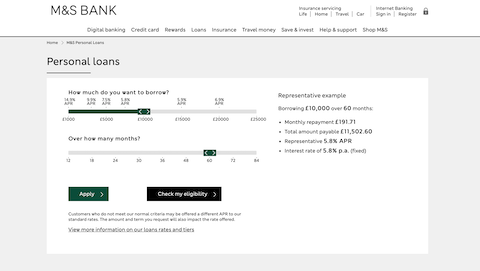 M&S BANK
Insurance servicing
Life | Home | Travel | Car
Internet Banking
Sign in | Register
Digital banking Credit card Rewards Loans Insurance Travel money Save & invest Help & support Shop M&S
Home > M&S Personal Loans
Personal loans
How much do you want to borrow?
14.9% APR 9.9% APR 7.5% APR 5.8% APR 5.9% APR 6.9% APR
£1000 £5000 £10000 £15000 £20000 £25000
Over how many months?
12 18 24 30 36 48 60 72 84
Apply
Check my eligibility
Customers who do not meet our normal criteria may be offered a different APR to our
standard rates. The amount and term you request will also impact the rate offered.
View more information on our loans rates and tiers
Representative example
Borrowing £10,000 over 60 months:
• Monthly repayment £191.71
• Total amount payable £11,502.60
• Representative 5.8% APR
• Interest rate of 5.8% p.a. (fixed)